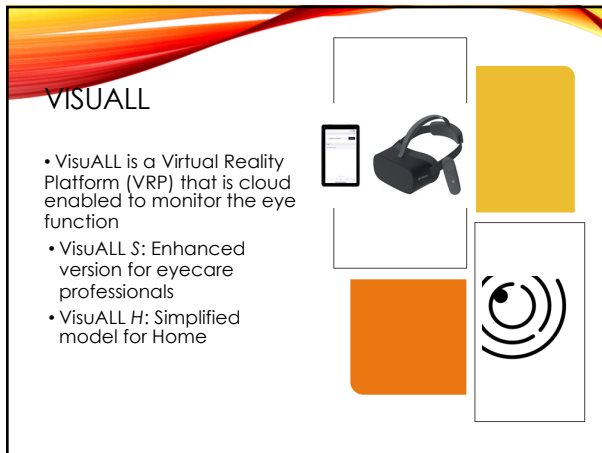 VISUALL
• VisuALL is a Virtual Reality
Platform (VRP) that is cloud
enabled to monitor the eye
function
• VisuALL S: Enhanced
version for eyecare
professionals
• VisuALL H: Simplified
model for Home